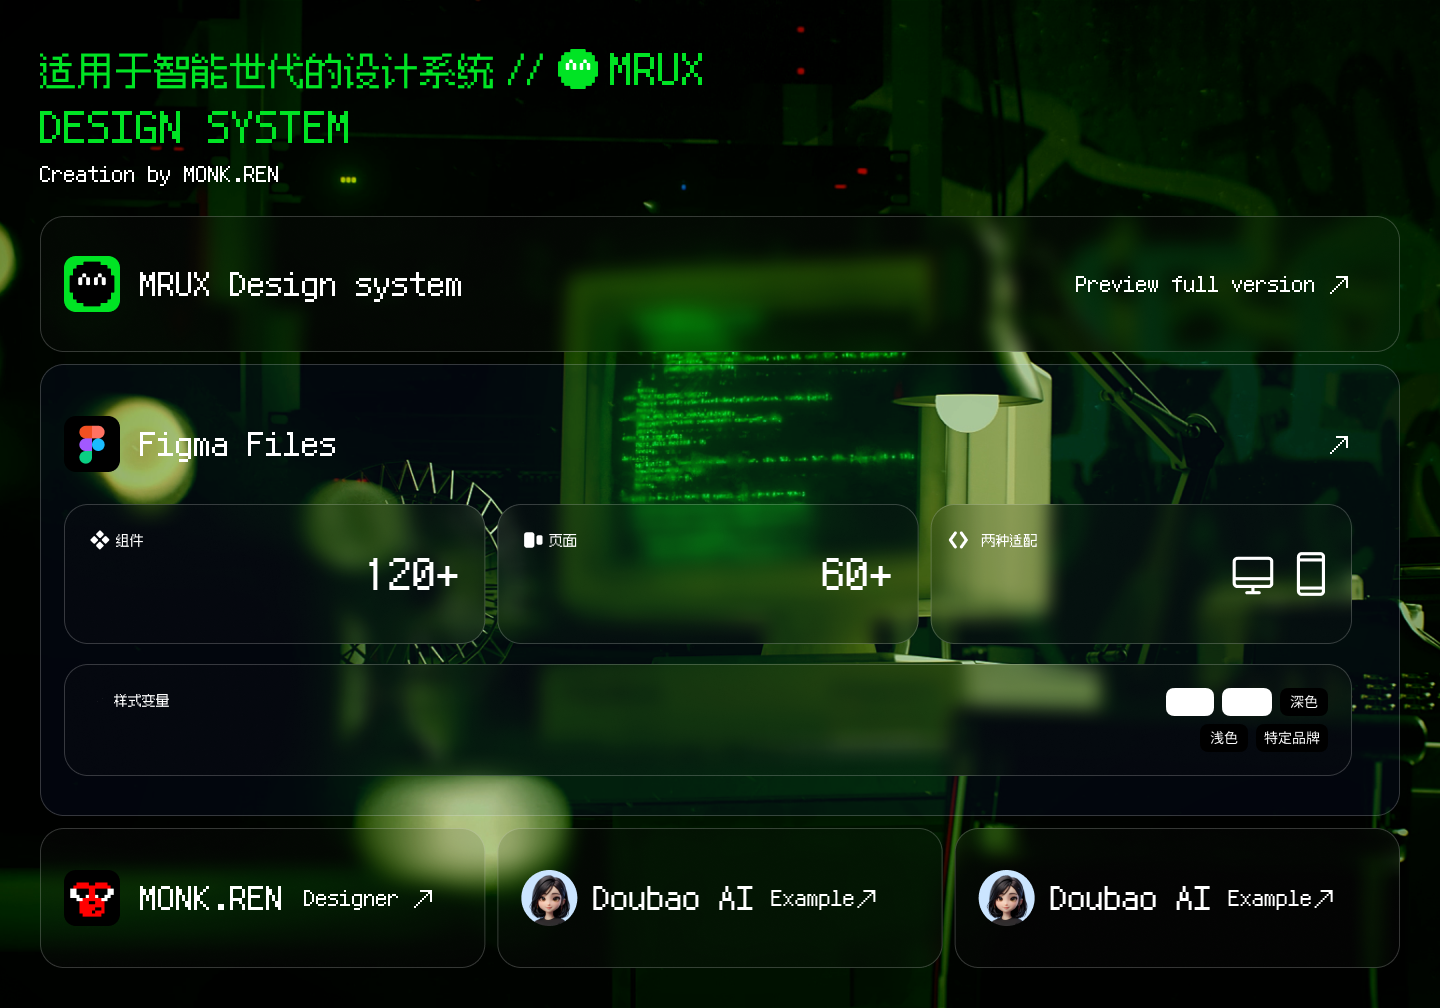 适用于智能世代的设计系统 // MRUX
DESIGN SYSTEM
Creation by MONK.REN
MRUX Design system
Preview full version
Figma Files
组件
120+
页面
60+
两种适配
样式变量
深色
浅色
特定品牌
MONK.REN Designer
Doubao AI Example
Doubao AI Example